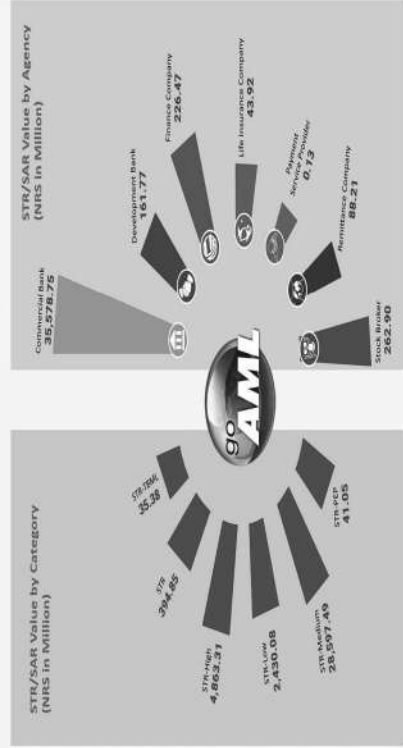 STR/SAR Value by Category
(NRS in Million)
STR-TBML
35.38
STR
394.85
STR-High
4,863.31
STR-Low
2,430.08
STR-Medium
28,597.49
STR-PEP
41.05
go
AML
STR/SAR Value by Agency
(NRS in Million)
Commercial Bank
35,578.75
Development Bank
161.77
Finance Company
226.47
Life Insurance Company
43.92
Payment
Service Provider
0.13
Remittance Company
88.21
Stock Broker
262.90